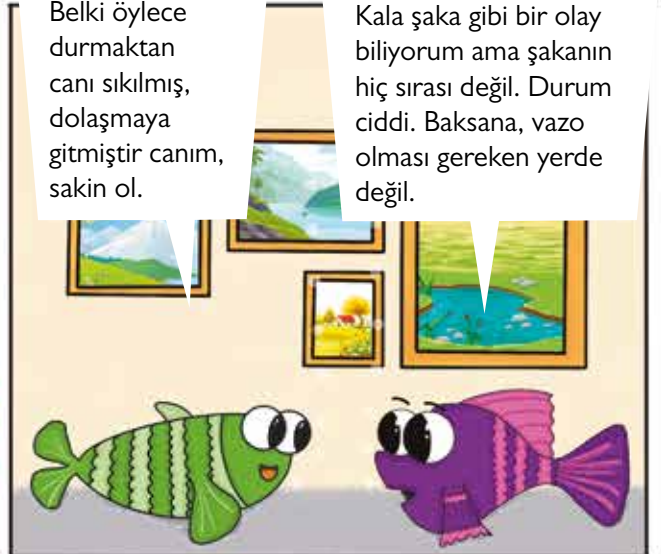 Belki öylece
durmaktan
canı sıkılmış,
dolaşmaya
gitmiştir canım,
sakin ol.
Kala şaka gibi bir olay
biliyorum ama şakanın
hiç sırası değil. Durum
ciddi. Baksana, vazo
olması gereken yerde
değil.